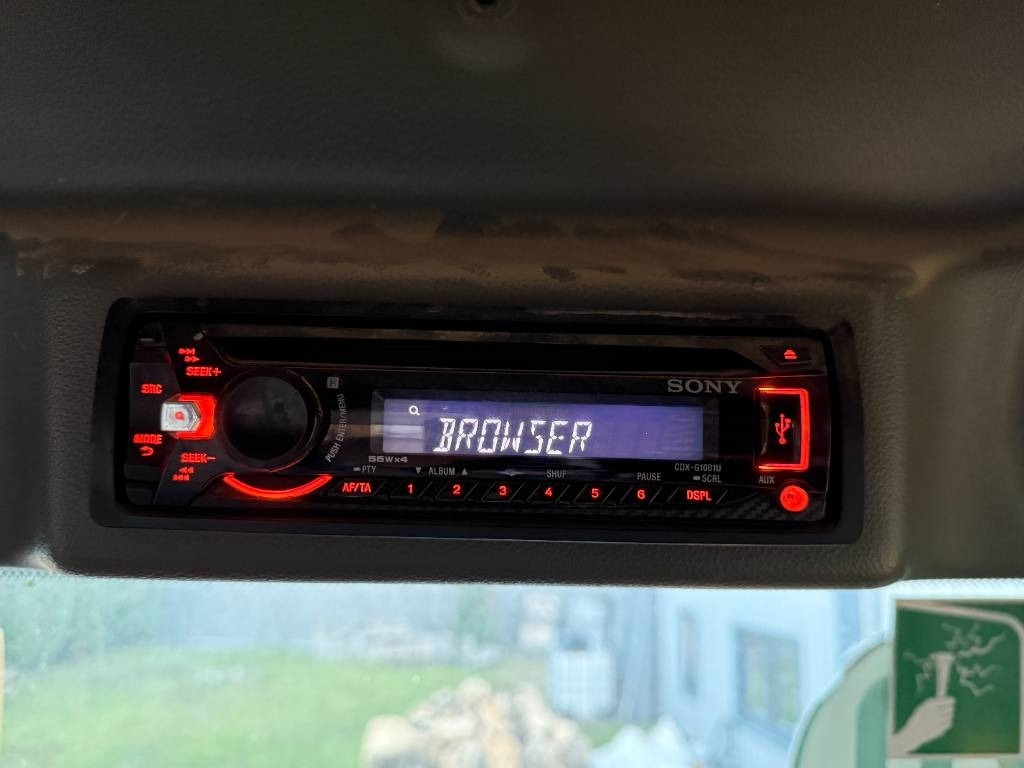 SEEK+
SRC
SONY
PUSH ENTER/MENU
BROWSER
MODE
SEEK–
55W×4
CDX-G1001U
PTY
▼ ALBUM ▲
SHUF
PAUSE
SCRL
AUX
AF/TA
1
2
3
4
5
6
DSPL